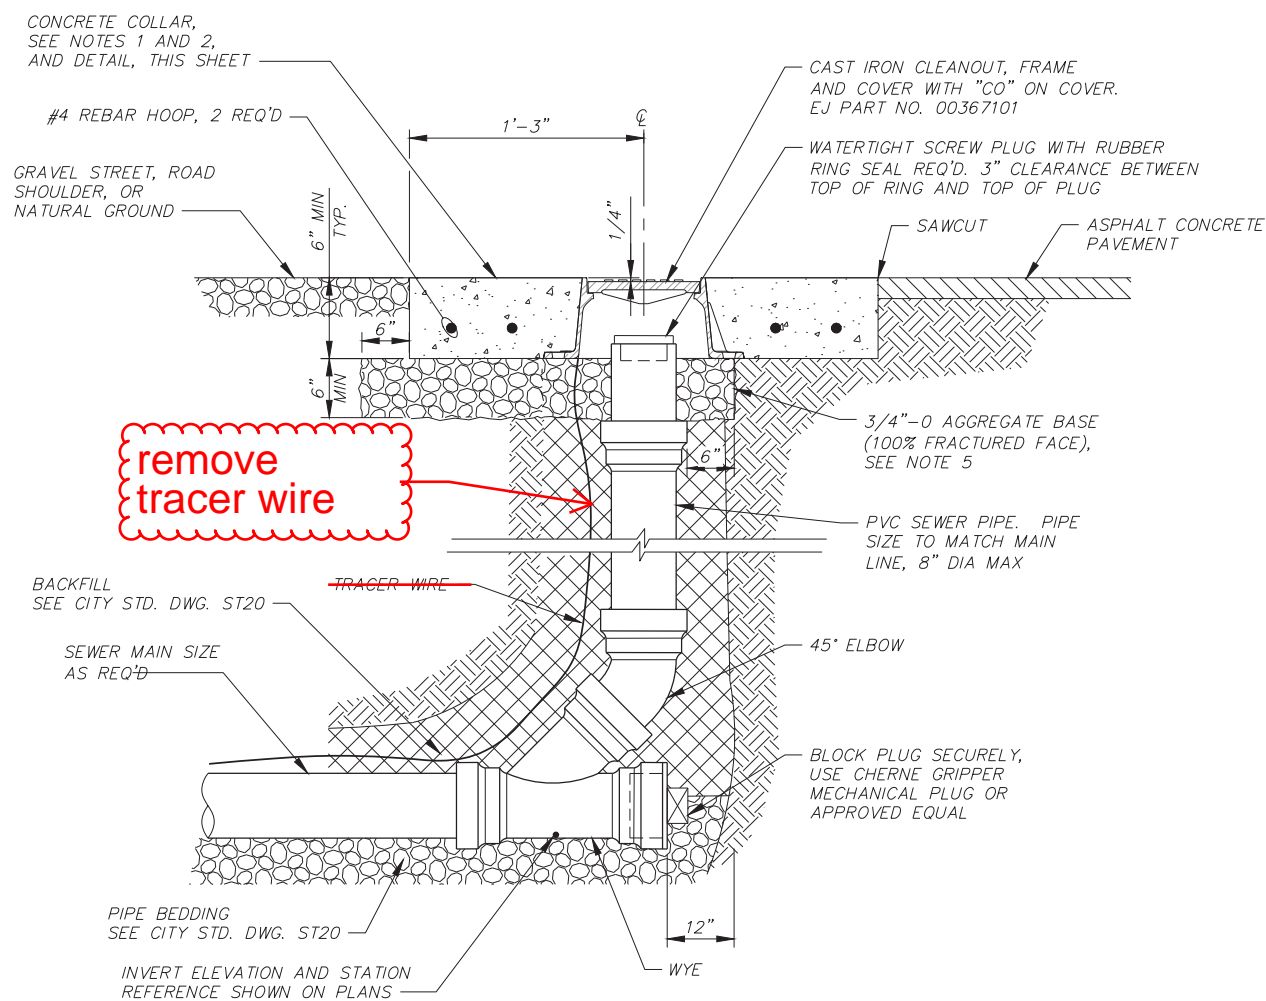 CONCRETE COLLAR,
SEE NOTES 1 AND 2,
AND DETAIL, THIS SHEET
#4 REBAR HOOP, 2 REQ'D
GRAVEL STREET, ROAD
SHOULDER, OR
NATURAL GROUND
6" MIN
TYP.
1'-3"
℄
1/4"
CAST IRON CLEANOUT, FRAME
AND COVER WITH "CO" ON COVER.
EJ PART NO. 00367101
WATERTIGHT SCREW PLUG WITH RUBBER
RING SEAL REQ'D. 3" CLEARANCE BETWEEN
TOP OF RING AND TOP OF PLUG
SAWCUT
ASPHALT CONCRETE
PAVEMENT
6"
6"
MIN
3/4"-0 AGGREGATE BASE
(100% FRACTURED FACE),
SEE NOTE 5
6"
remove
tracer wire
PVC SEWER PIPE. PIPE
SIZE TO MATCH MAIN
LINE, 8" DIA MAX
BACKFILL
SEE CITY STD. DWG. ST20
TRACER WIRE
SEWER MAIN SIZE
AS REQ'D
45° ELBOW
BLOCK PLUG SECURELY,
USE CHERNE GRIPPER
MECHANICAL PLUG OR
APPROVED EQUAL
PIPE BEDDING
SEE CITY STD. DWG. ST20
12"
INVERT ELEVATION AND STATION
REFERENCE SHOWN ON PLANS
WYE